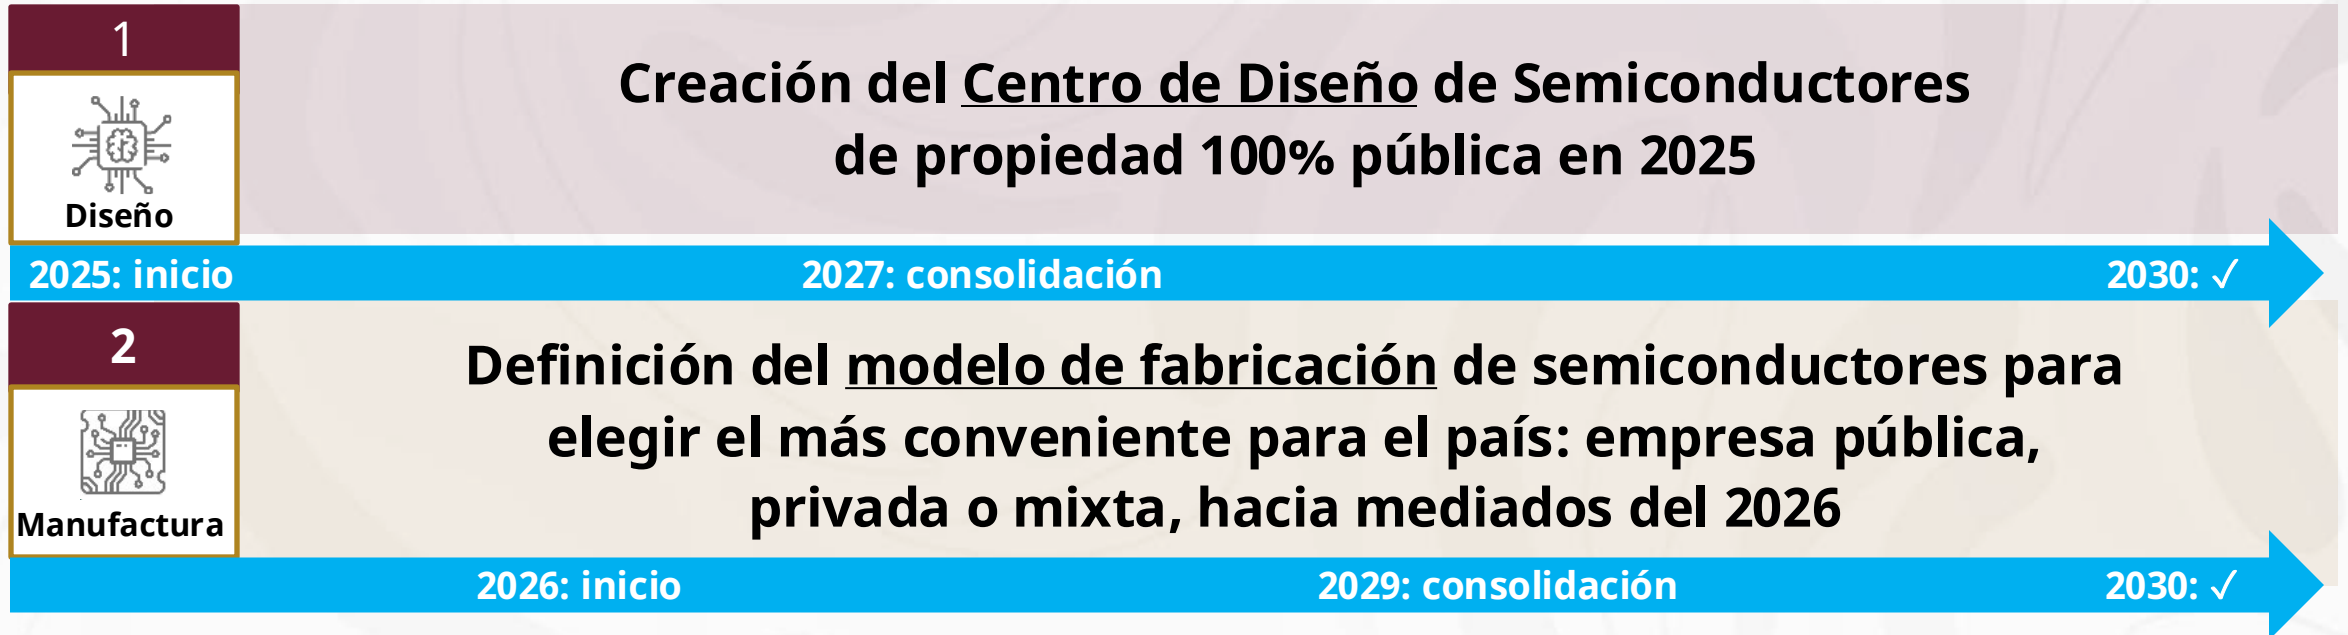 1
Diseño
Creación del Centro de Diseño de Semiconductores
de propiedad 100% pública en 2025
2025: inicio
2027: consolidación
2030: ✓
2
Manufactura
Definición del modelo de fabricación de semiconductores para
elegir el más conveniente para el país: empresa pública,
privada o mixta, hacia mediados del 2026
2026: inicio
2029: consolidación
2030: ✓